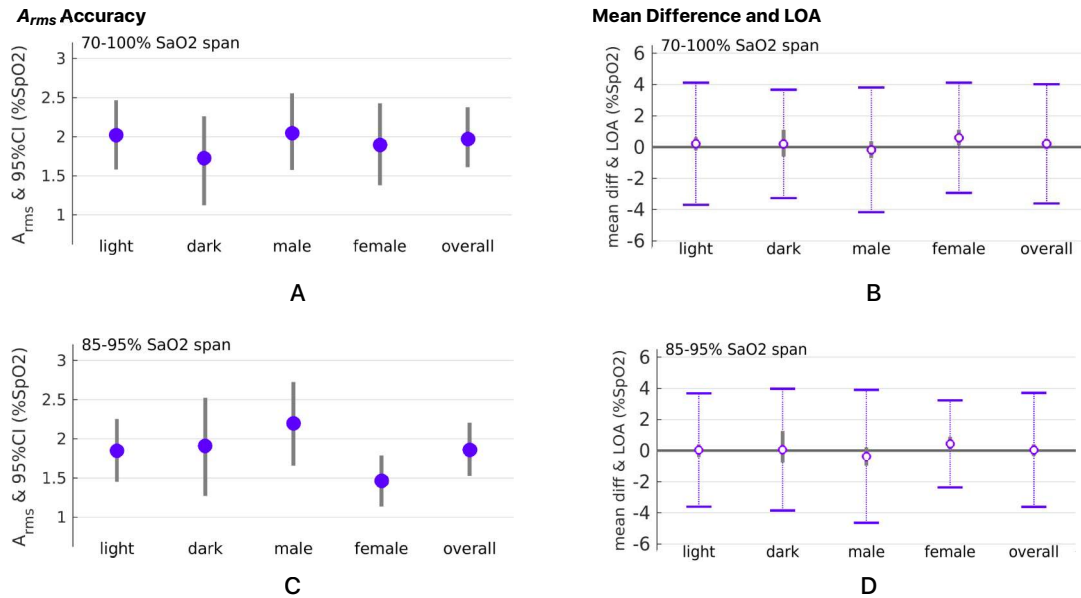 Arms Accuracy
Mean Difference and LOA
70-100% SaO2 span
Arms & 95%CI (%SpO2)
3
2.5
2
1.5
1
light dark male female overall
A
70-100% SaO2 span
mean diff & LOA (%SpO2)
6
4
2
0
-2
-4
-6
light dark male female overall
B
85-95% SaO2 span
Arms & 95%CI (%SpO2)
3
2.5
2
1.5
1
light dark male female overall
C
85-95% SaO2 span
mean diff & LOA (%SpO2)
6
4
2
0
-2
-4
-6
light dark male female overall
D